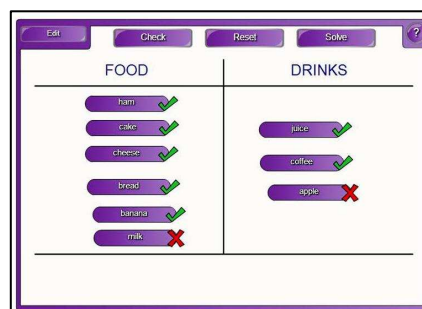 Edit Check Reset Solve ?
FOOD DRINKS
ham
cake
cheese
bread
banana
milk
juice
coffee
apple